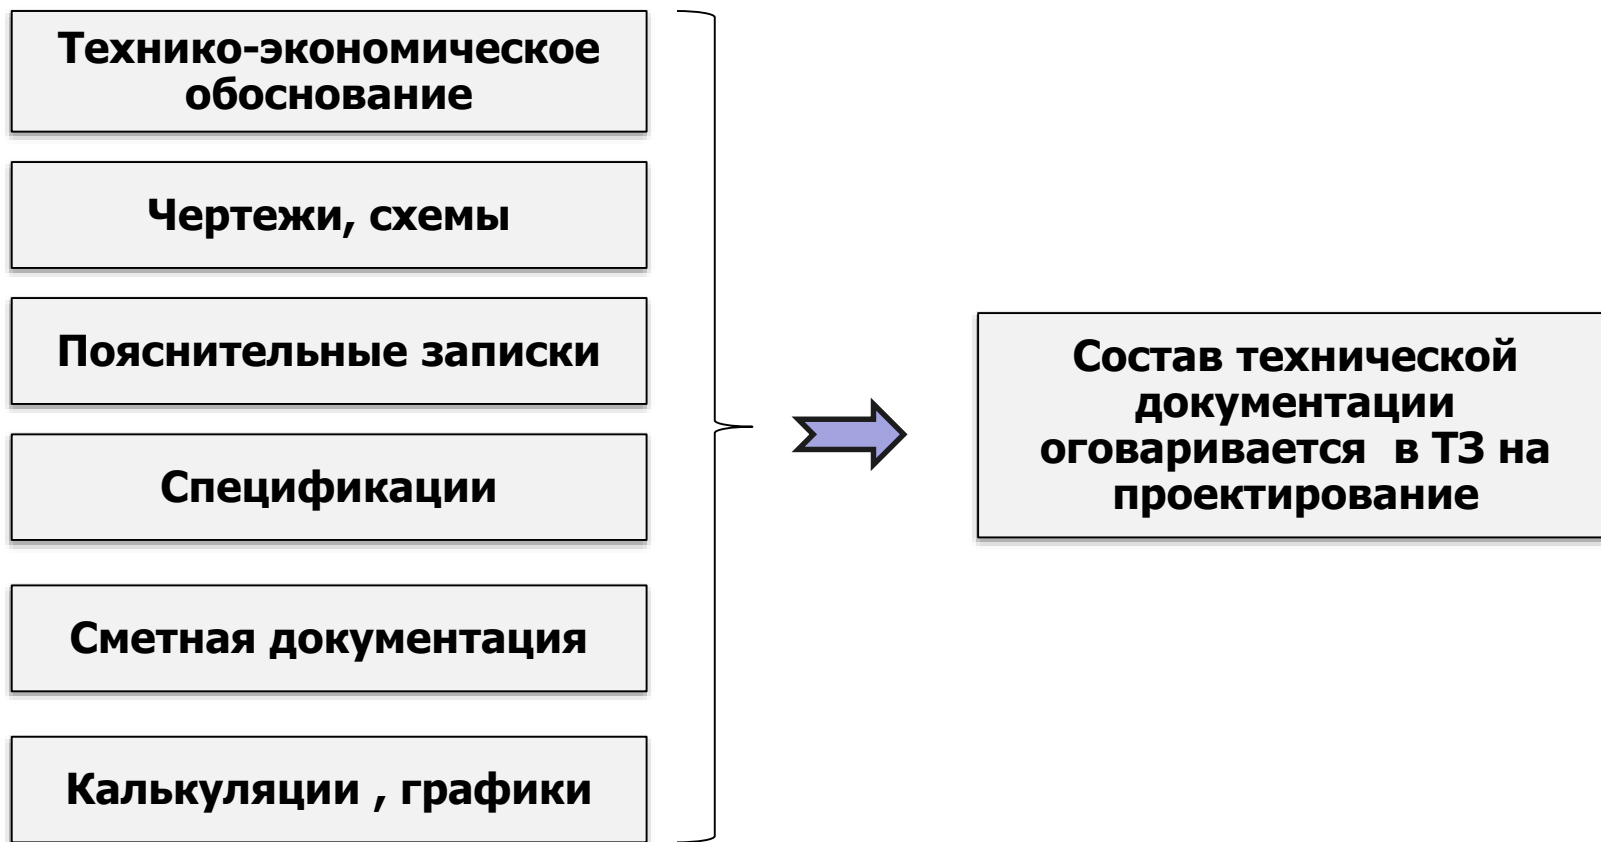 Технико-экономическое
обоснование
Чертежи, схемы
Пояснительные записки
Спецификации
Сметная документация
Калькуляции , графики
Состав технической
документации
оговаривается  в ТЗ на
проектирование